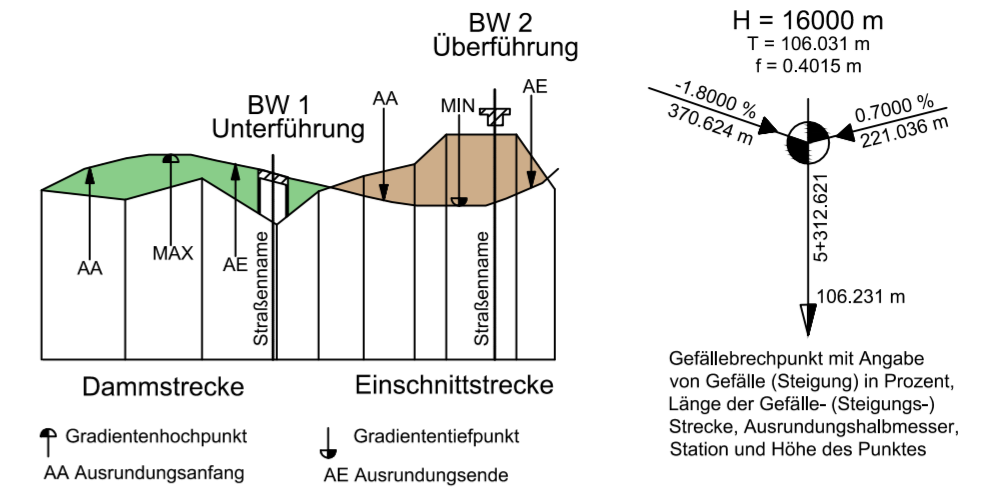 BW 1
Unterführung
BW 2
Überführung
AA
MIN
AE
AA
MAX
AE
Straßenname
Straßenname
Dammstrecke
Einschnittstrecke
Gradientenhochpunkt
Gradiententiefpunkt
AA Ausrundungsanfang
AE Ausrundungsende
H = 16000 m
T = 106.031 m
f = 0.4015 m
-1.8000 %
370.624 m
0.7000 %
221.036 m
5+312.621
106.231 m
Gefällebrechpunkt mit Angabe
von Gefälle (Steigung) in Prozent,
Länge der Gefälle- (Steigungs-)
Strecke, Ausrundungshalbmesser,
Station und Höhe des Punktes